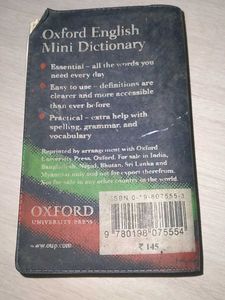 Oxford English
Mini Dictionary
• Essential – all the words you
need every day
• Easy to use – definitions are
clearer and more accessible
than ever before
• Practical – extra help with
spelling, grammar, and
vocabulary
Reprinted by arrangement with Oxford
University Press, Oxford. For sale in India,
Bangladesh, Nepal, Bhutan, Sri Lanka and
Myanmar only and not for export therefrom.
Not for sale in any other country in the world.
OXFORD
UNIVERSITY PRESS
www.oup.com
ISBN 0-19-807555-3
9 780198 075554
₹ 145